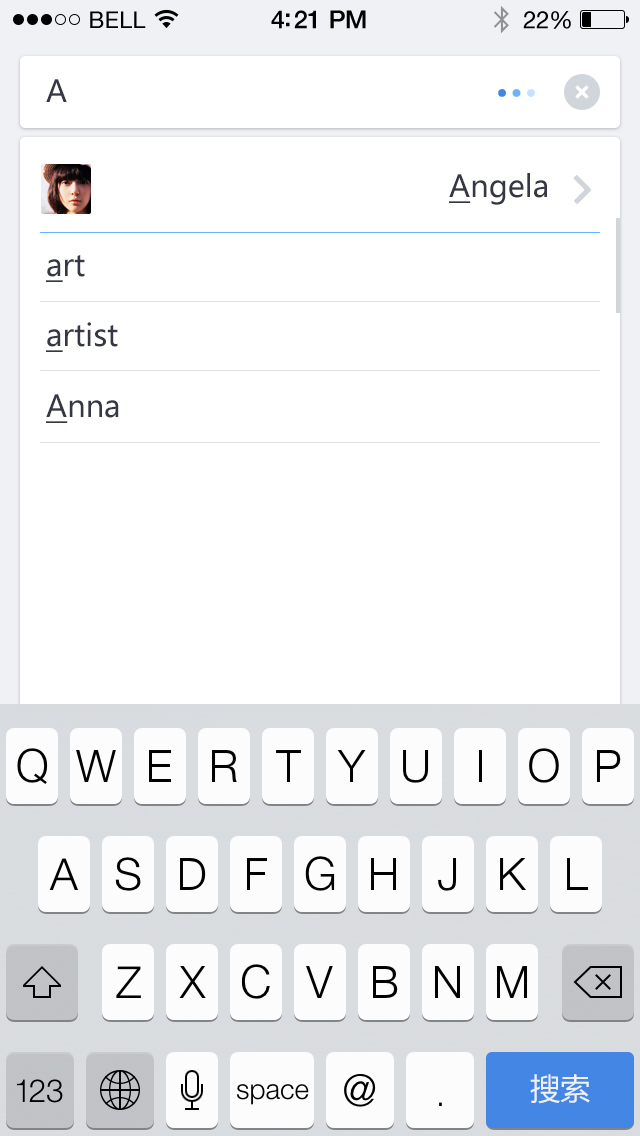 BELL 4:21 PM 22%
A
Angela
art
artist
Anna
Q W E R T Y U I O P
A S D F G H J K L
Z X C V B N M
123 space @ . 搜索